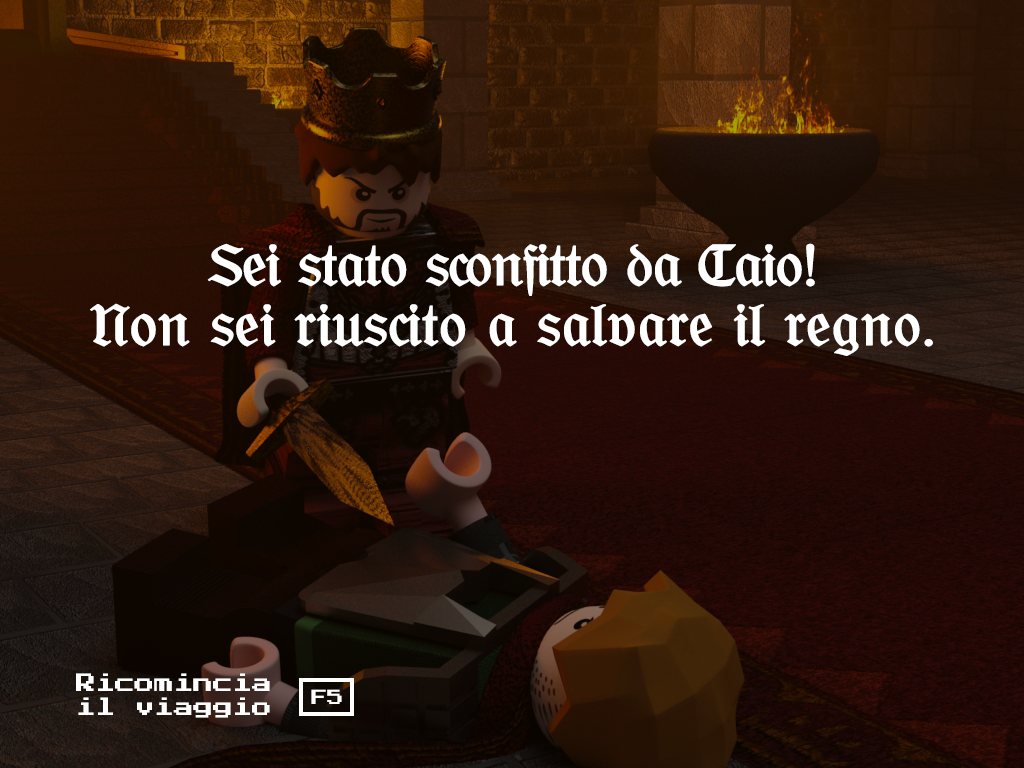 Sei stato sconfitto da Caio!
Non sei riuscito a salvare il regno.
Ricomincia
il viaggio
F5